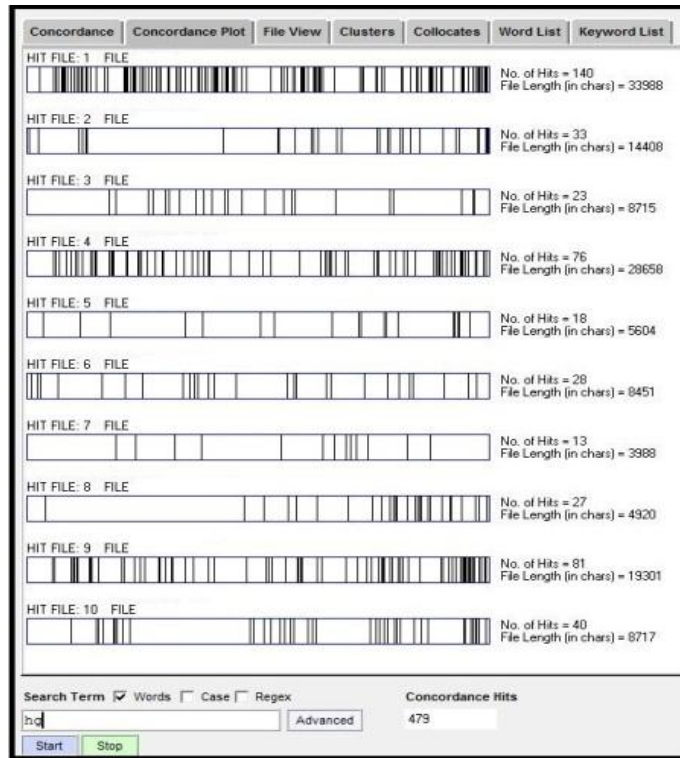 Concordance Concordance Plot File View Clusters Collocates Word List Keyword List
HIT FILE: 1 FILE
No. of Hits = 140
File Length (in chars) = 33988
HIT FILE: 2 FILE
No. of Hits = 33
File Length (in chars) = 14408
HIT FILE: 3 FILE
No. of Hits = 23
File Length (in chars) = 8715
HIT FILE: 4 FILE
No. of Hits = 76
File Length (in chars) = 28658
HIT FILE: 5 FILE
No. of Hits = 18
File Length (in chars) = 5604
HIT FILE: 6 FILE
No. of Hits = 28
File Length (in chars) = 8451
HIT FILE: 7 FILE
No. of Hits = 13
File Length (in chars) = 3988
HIT FILE: 8 FILE
No. of Hits = 27
File Length (in chars) = 4920
HIT FILE: 9 FILE
No. of Hits = 81
File Length (in chars) = 19301
HIT FILE: 10 FILE
No. of Hits = 40
File Length (in chars) = 8717
Search Term Words Case Regex Concordance Hits
Advanced 479
Start Stop